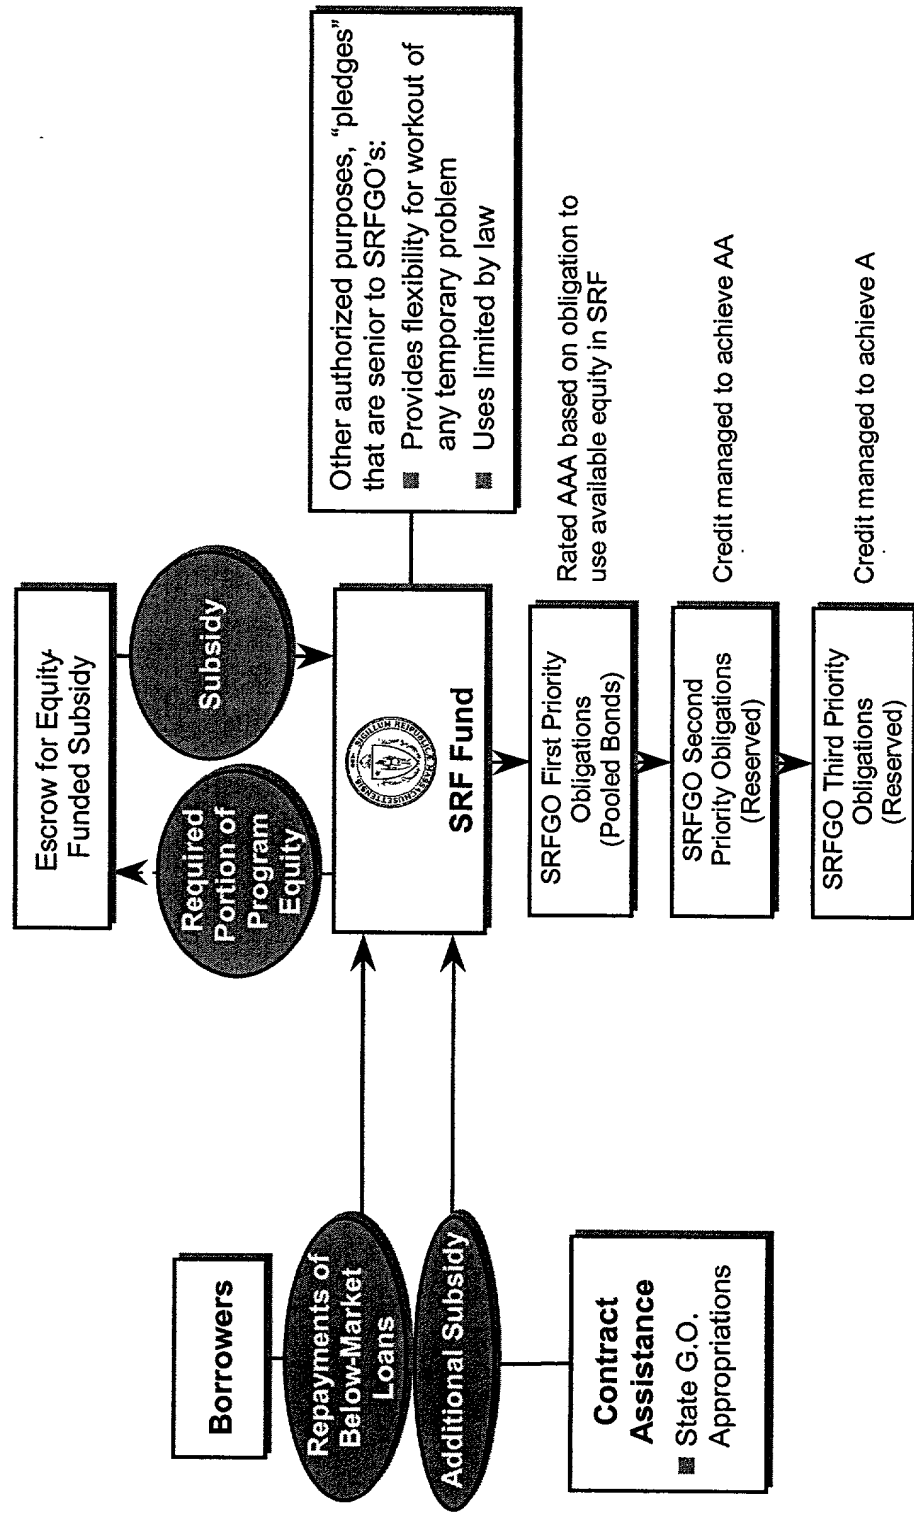 Escrow for Equity-
Funded Subsidy
Required
Portion of
Program
Equity
Subsidy
Borrowers
Repayments of
Below-Market
Loans
Additional Subsidy
Contract
Assistance
■ State G.O.
Appropriations
SIGILLUM REIPUBLICÆ MASSACHUSETTENSIS
SRF Fund
Other authorized purposes, "pledges"
that are senior to SRFGO's:
■ Provides flexibility for workout of
any temporary problem
■ Uses limited by law
SRFGO First Priority
Obligations
(Pooled Bonds)
Rated AAA based on obligation to
use available equity in SRF
SRFGO Second
Priority Obligations
(Reserved)
Credit managed to achieve AA
SRFGO Third Priority
Obligations
(Reserved)
Credit managed to achieve A